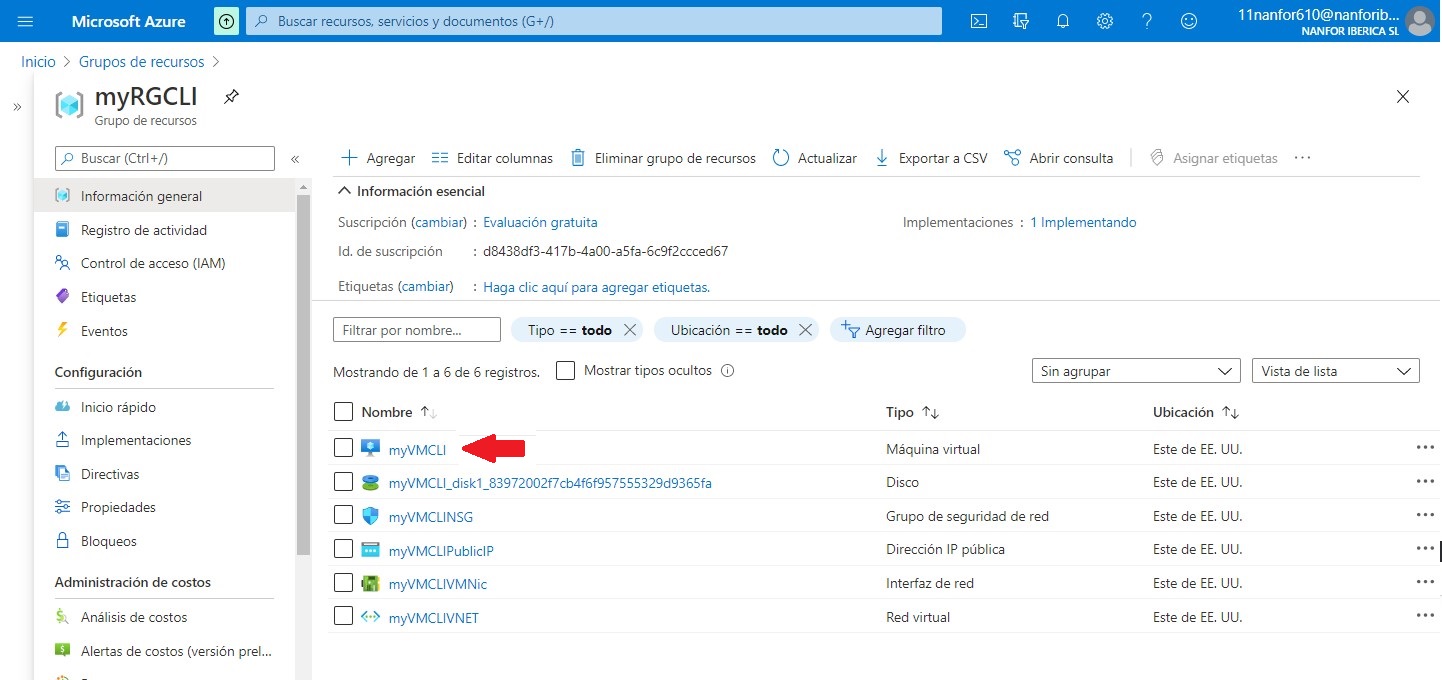 Microsoft Azure
Buscar recursos, servicios y documentos (G+/)
11nanfor610@nanforib...
NANFOR IBERICA SL
Inicio > Grupos de recursos >
»
myRGCLI
Grupo de recursos
Buscar (Ctrl+/)
«
Agregar
Editar columnas
Eliminar grupo de recursos
Actualizar
Exportar a CSV
Abrir consulta
Asignar etiquetas
...
Información general
Registro de actividad
Control de acceso (IAM)
Etiquetas
Eventos
Configuración
Inicio rápido
Implementaciones
Directivas
Propiedades
Bloqueos
Administración de costos
Análisis de costos
Alertas de costos (versión prel...
Información esencial
Suscripción (cambiar) : Evaluación gratuita
Implementaciones : 1 Implementando
Id. de suscripción : d8438df3-417b-4a00-a5fa-6c9f2ccced67
Etiquetas (cambiar) : Haga clic aquí para agregar etiquetas.
Filtrar por nombre...
Tipo == todo
Ubicación == todo
Agregar filtro
Mostrando de 1 a 6 de 6 registros.
Mostrar tipos ocultos
Sin agrupar
Vista de lista
Nombre ↑↓ Tipo ↑↓ Ubicación ↑↓
myVMCLI Máquina virtual Este de EE. UU. ...
myVMCLI_disk1_83972002f7cb4f6f957555329d9365fa Disco Este de EE. UU. ...
myVMCLINSG Grupo de seguridad de red Este de EE. UU. ...
myVMCLIPublicIP Dirección IP pública Este de EE. UU. ...
myVMCLIVMNic Interfaz de red Este de EE. UU. ...
myVMCLIVNET Red virtual Este de EE. UU. ...